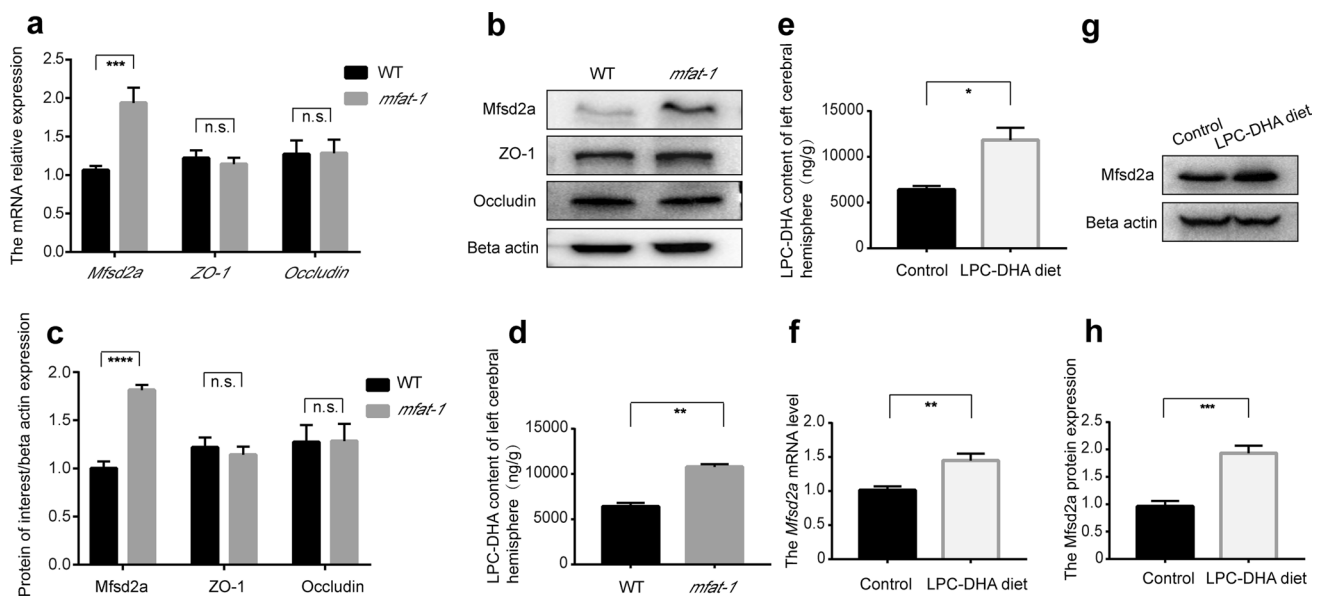 a
The mRNA relative expression
2.5
2.0
1.5
1.0
0.5
0.0
***
n.s.
n.s.
WT
mfat-1
Mfsd2a
ZO-1
Occludin
b
WT
mfat-1
Mfsd2a
ZO-1
Occludin
Beta actin
e
LPC-DHA content of left cerebral
hemisphere（ng/g）
15000
10000
5000
0
*
Control
LPC-DHA diet
g
Control
LPC-DHA diet
Mfsd2a
Beta actin
c
Protein of interest/beta actin expression
2.0
1.5
1.0
0.5
0.0
****
n.s.
n.s.
WT
mfat-1
Mfsd2a
ZO-1
Occludin
d
LPC-DHA content of left cerebral
hemisphere（ng/g）
15000
10000
5000
0
**
WT
mfat-1
f
The Mfsd2a mRNA level
2.0
1.5
1.0
0.5
0
**
Control
LPC-DHA diet
h
The Mfsd2a protein expression
2.5
2.0
1.5
1.0
0.5
0.0
***
Control
LPC-DHA diet